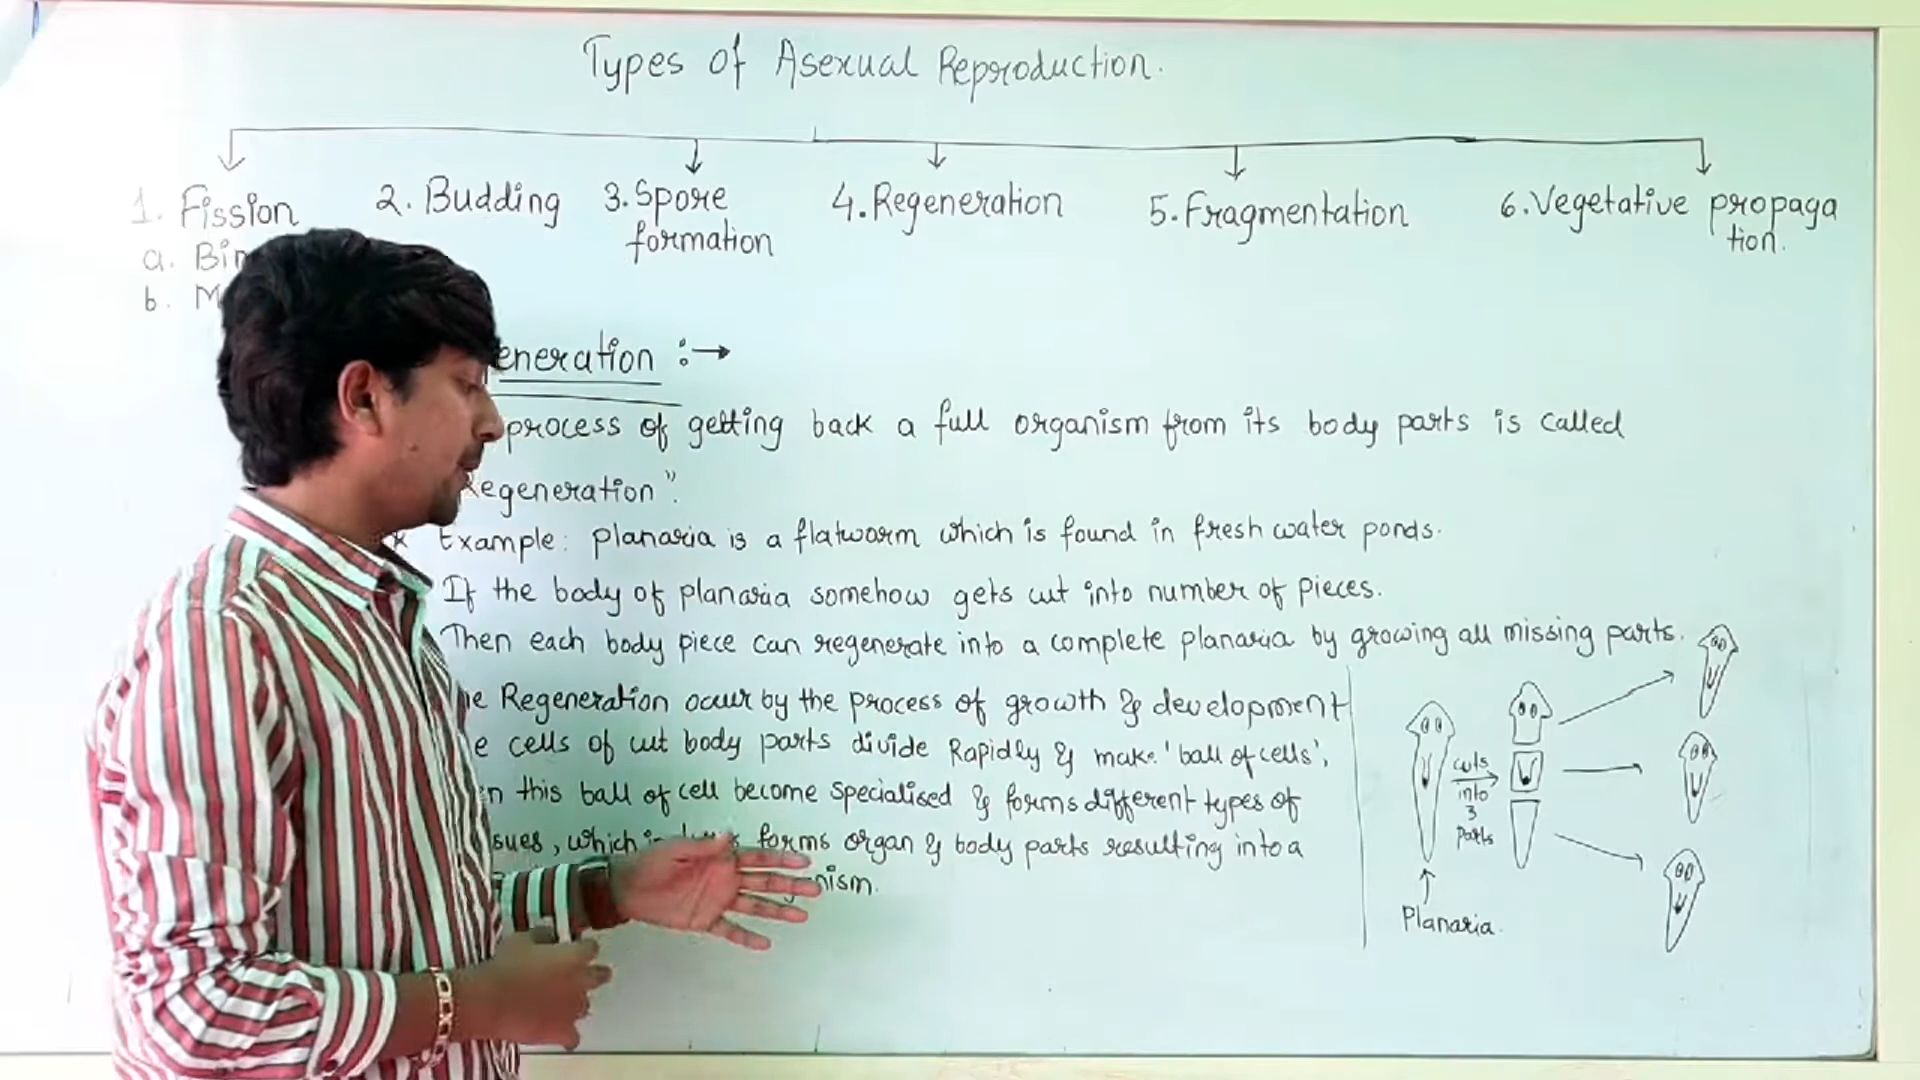 Types of Asexual Reproduction.
1. Fission 2. Budding 3. Spore formation 4. Regeneration 5. Fragmentation 6. Vegetative propagation.
a.
b.
:→
process of getting back a full organism from its body parts is called
Regeneration".
Example: Planaria is a flatworm which is found in fresh water ponds.
If the body of planaria somehow gets cut into number of pieces.
Then each body piece can regenerate into a complete planaria by growing all missing parts.
Regeneration occur by the process of growth & development
cells of cut body parts divide Rapidly & make 'ball of cells',
this ball of cell become specialised & forms different types of
, which forms organ & body parts resulting into a
cuts
into
3
parts
Planaria.